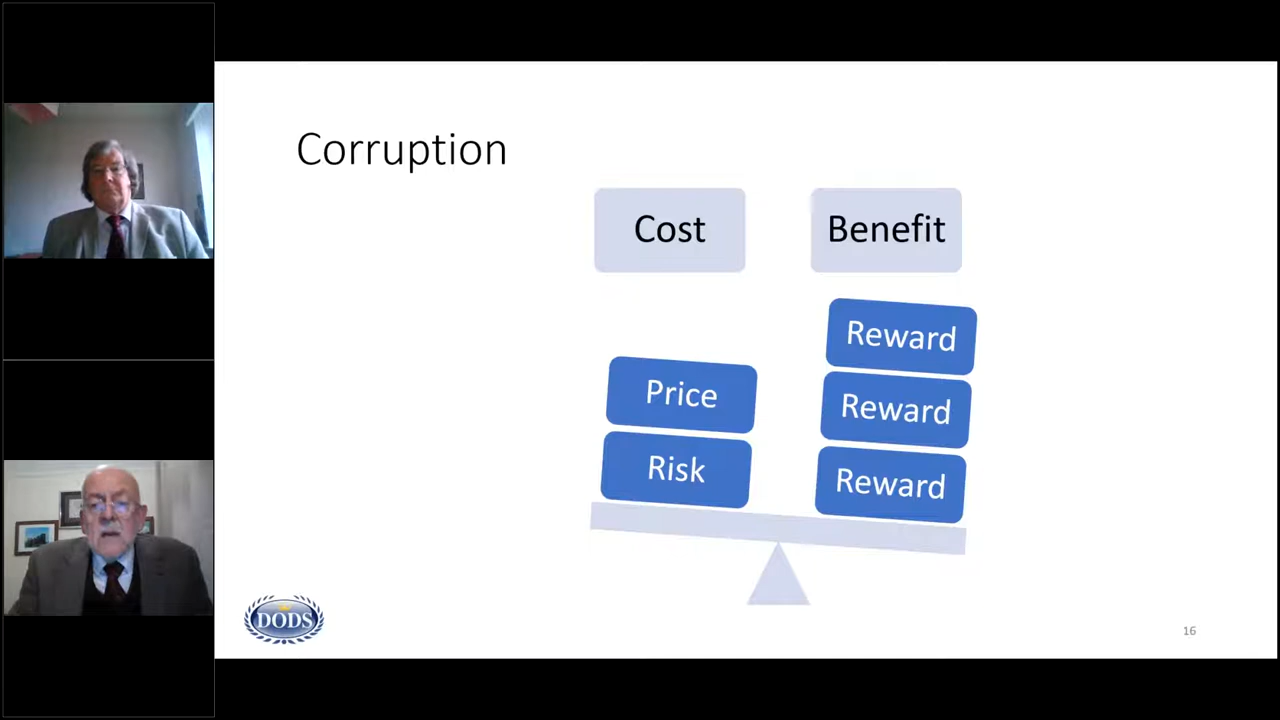 Corruption
Cost
Benefit
Price
Risk
Reward
Reward
Reward
DODS
16